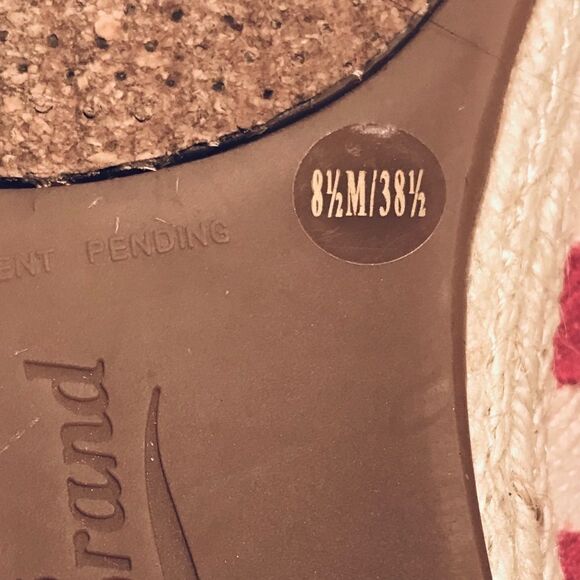 8½M/38½
ENT PENDING
rand